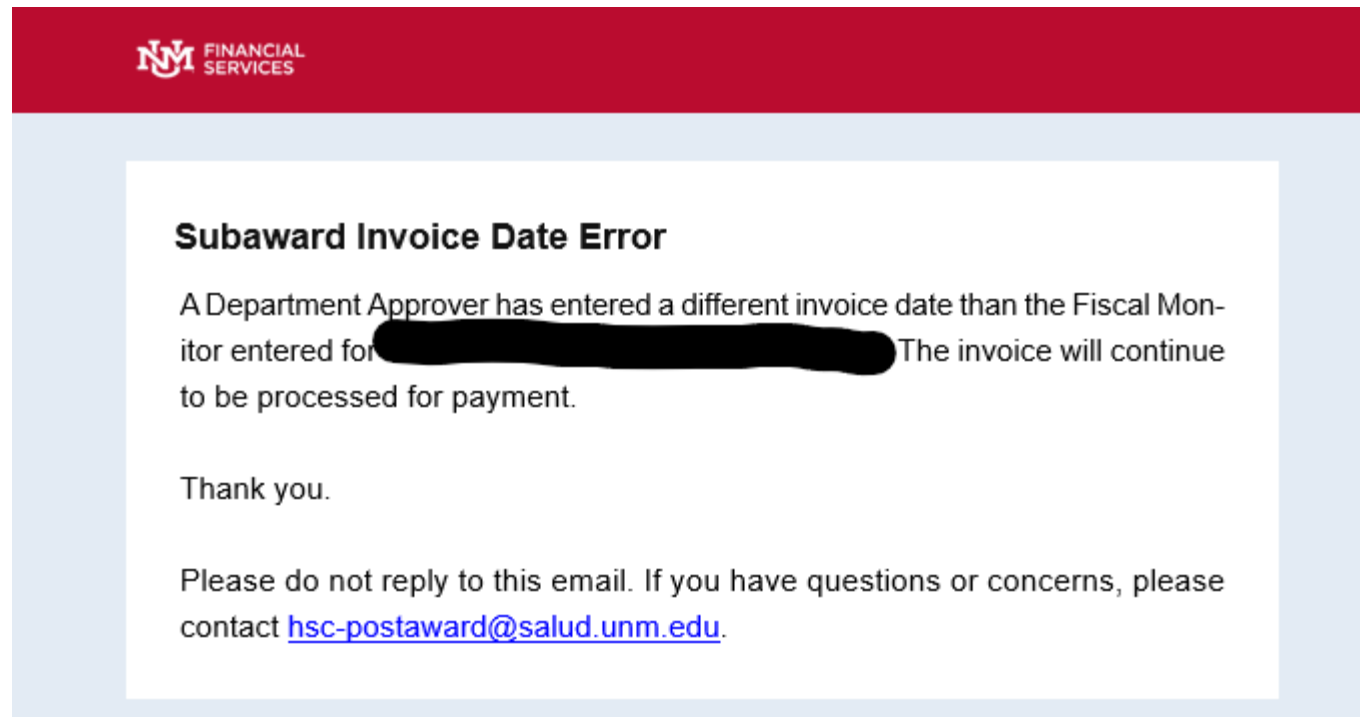 UNM FINANCIAL
SERVICES
Subaward Invoice Date Error
A Department Approver has entered a different invoice date than the Fiscal Mon-
itor entered for The invoice will continue
to be processed for payment.
Thank you.
Please do not reply to this email. If you have questions or concerns, please
contact hsc-postaward@salud.unm.edu.